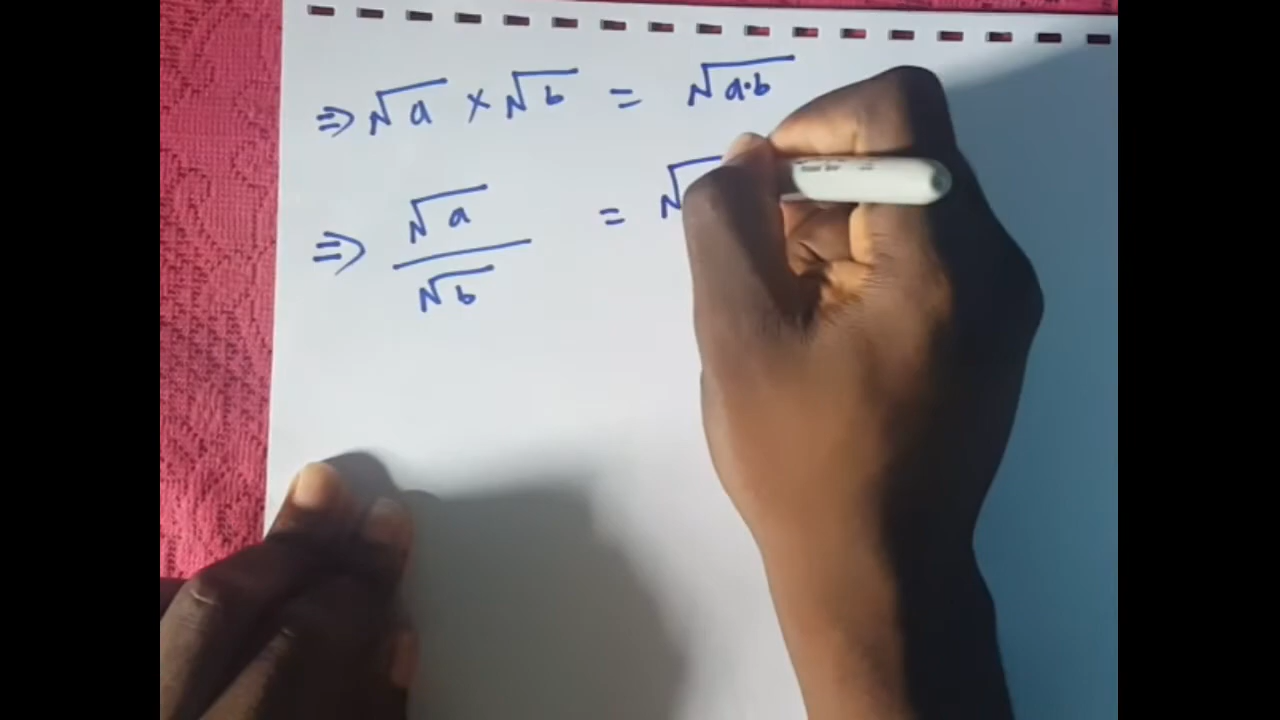 ⇒ √a × √b = √a·b
⇒ √a/√b = √